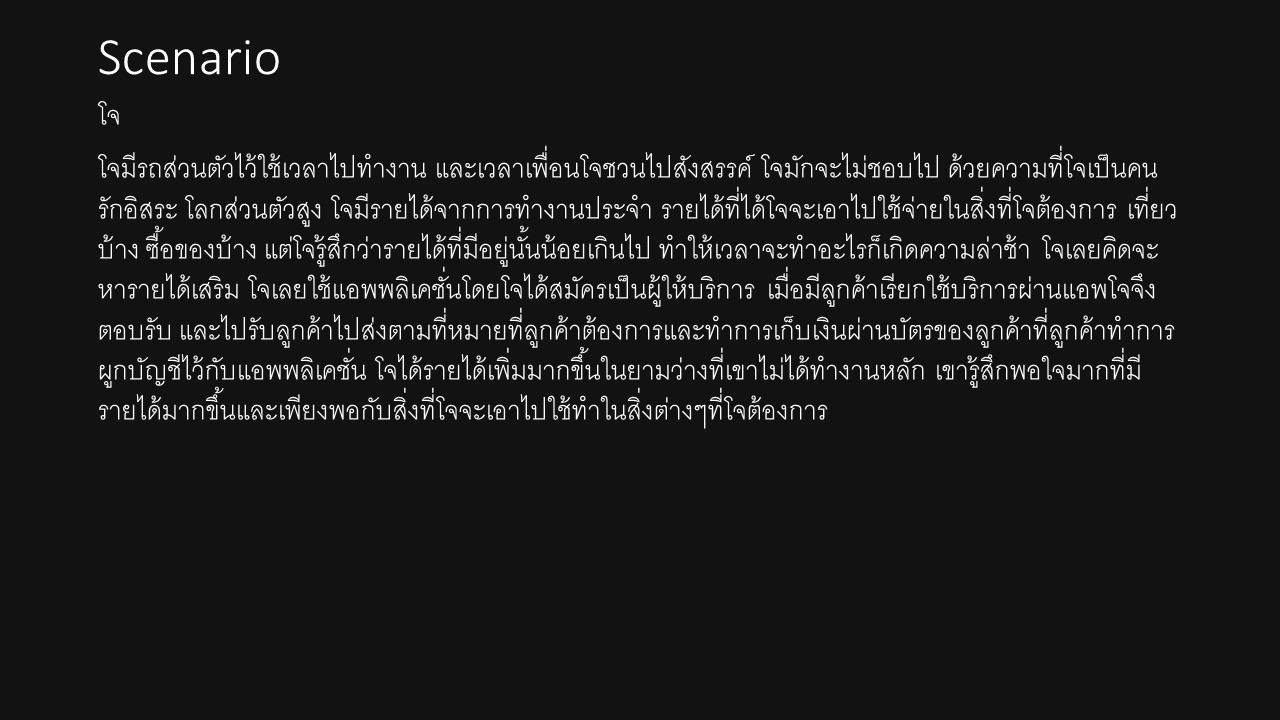 Scenario
โจ
โจมีรถส่วนตัวไว้ใช้เวลาไปทำงาน และเวลาเพื่อนโจชวนไปสังสรรค์ โจมักจะไม่ชอบไป ด้วยความที่โจเป็นคน
รักอิสระ โลกส่วนตัวสูง โจมีรายได้จากการทำงานประจำ รายได้ที่ได้โจจะเอาไปใช้จ่ายในสิ่งที่โจต้องการ เที่ยว
บ้าง ซื้อของบ้าง แต่โจรู้สึกว่ารายได้ที่มีอยู่นั้นน้อยเกินไป ทำให้เวลาจะทำอะไรก็เกิดความล่าช้า โจเลยคิดจะ
หารายได้เสริม โจเลยใช้แอพพลิเคชั่นโดยโจได้สมัครเป็นผู้ให้บริการ เมื่อมีลูกค้าเรียกใช้บริการผ่านแอพโจจึง
ตอบรับ และไปรับลูกค้าไปส่งตามที่หมายที่ลูกค้าต้องการและทำการเก็บเงินผ่านบัตรของลูกค้าที่ลูกค้าทำการ
ผูกบัญชีไว้กับแอพพลิเคชั่น โจได้รายได้เพิ่มมากขึ้นในยามว่างที่เขาไม่ได้ทำงานหลัก เขารู้สึกพอใจมากที่มี
รายได้มากขึ้นและเพียงพอกับสิ่งที่โจจะเอาไปใช้ทำในสิ่งต่างๆที่โจต้องการ